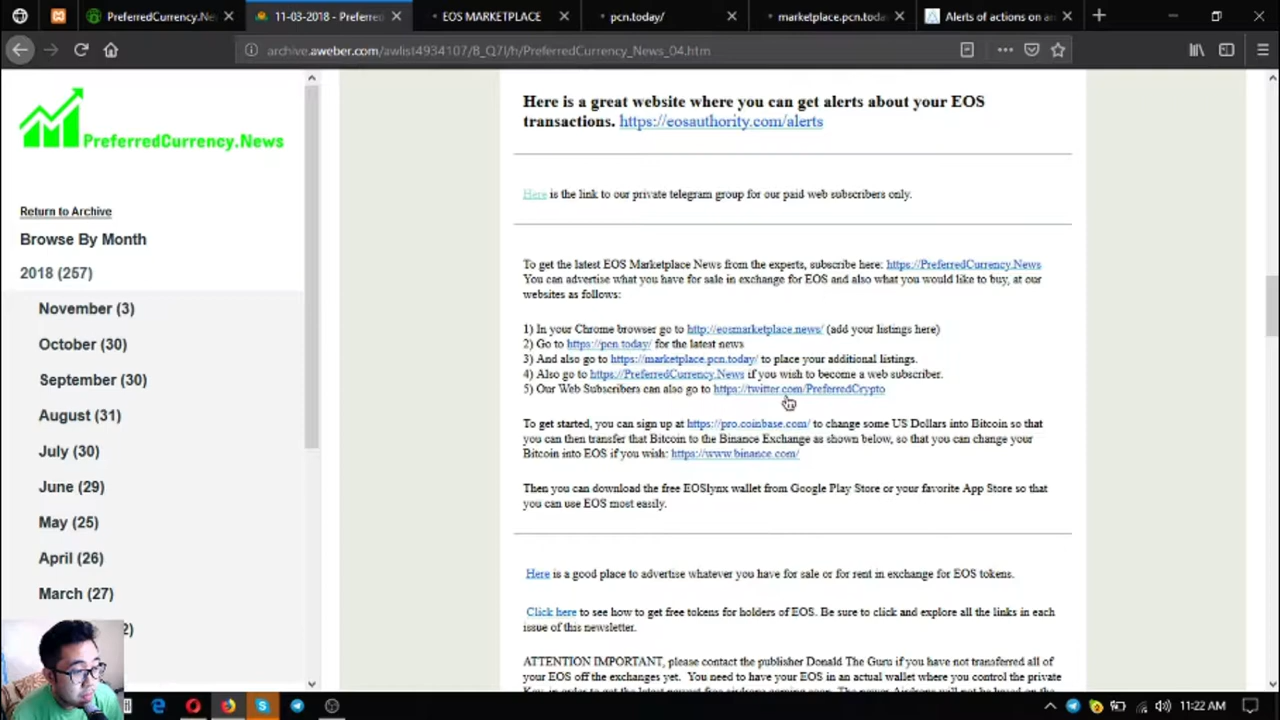 PreferredCurrency.Ne
11-03-2018 - Preferred
EOS MARKETPLACE
pcn.today/
marketplace.pcn.toda
Alerts of actions on an
archive.aweber.com/awlist4934107/8_Q7l/h/PreferredCurrency_News_04.htm
PreferredCurrency.News
Return to Archive
Browse By Month
2018 (257)
November (3)
October (30)
September (30)
August (31)
July (30)
June (29)
May (25)
April (26)
March (27)
2)
Here is a great website where you can get alerts about your EOS
transactions. https://eosauthority.com/alerts
Here is the link to our private telegram group for our paid web subscribers only.
To get the latest EOS Marketplace News from the experts, subscribe here: https://PreferredCurrency.News
You can advertise what you have for sale in exchange for EOS and also what you would like to buy, at our
websites as follows:
1) In your Chrome browser go to http://eosmarketplace.news/ (add your listings here)
2) Go to https://pcn.today/ for the latest news
3) And also go to https://marketplace.pcn.today/ to place your additional listings.
4) Also go to https://PreferredCurrency.News if you wish to become a web subscriber.
5) Our Web Subscribers can also go to https://twitter.com/PreferredCrypto
To get started, you can sign up at https://pro.coinbase.com/ to change some US Dollars into Bitcoin so that
you can then transfer that Bitcoin to the Binance Exchange as shown below, so that you can change your
Bitcoin into EOS if you wish: https://www.binance.com/
Then you can download the free EOSlynx wallet from Google Play Store or your favorite App Store so that
you can use EOS most easily.
Here is a good place to advertise whatever you have for sale or for rent in exchange for EOS tokens.
Click here to see how to get free tokens for holders of EOS. Be sure to click and explore all the links in each
issue of this newsletter.
ATTENTION IMPORTANT, please contact the publisher Donald The Guru if you have not transferred all of
your EOS off the exchanges yet. You need to have your EOS in an actual wallet where you control the private
11:22 AM